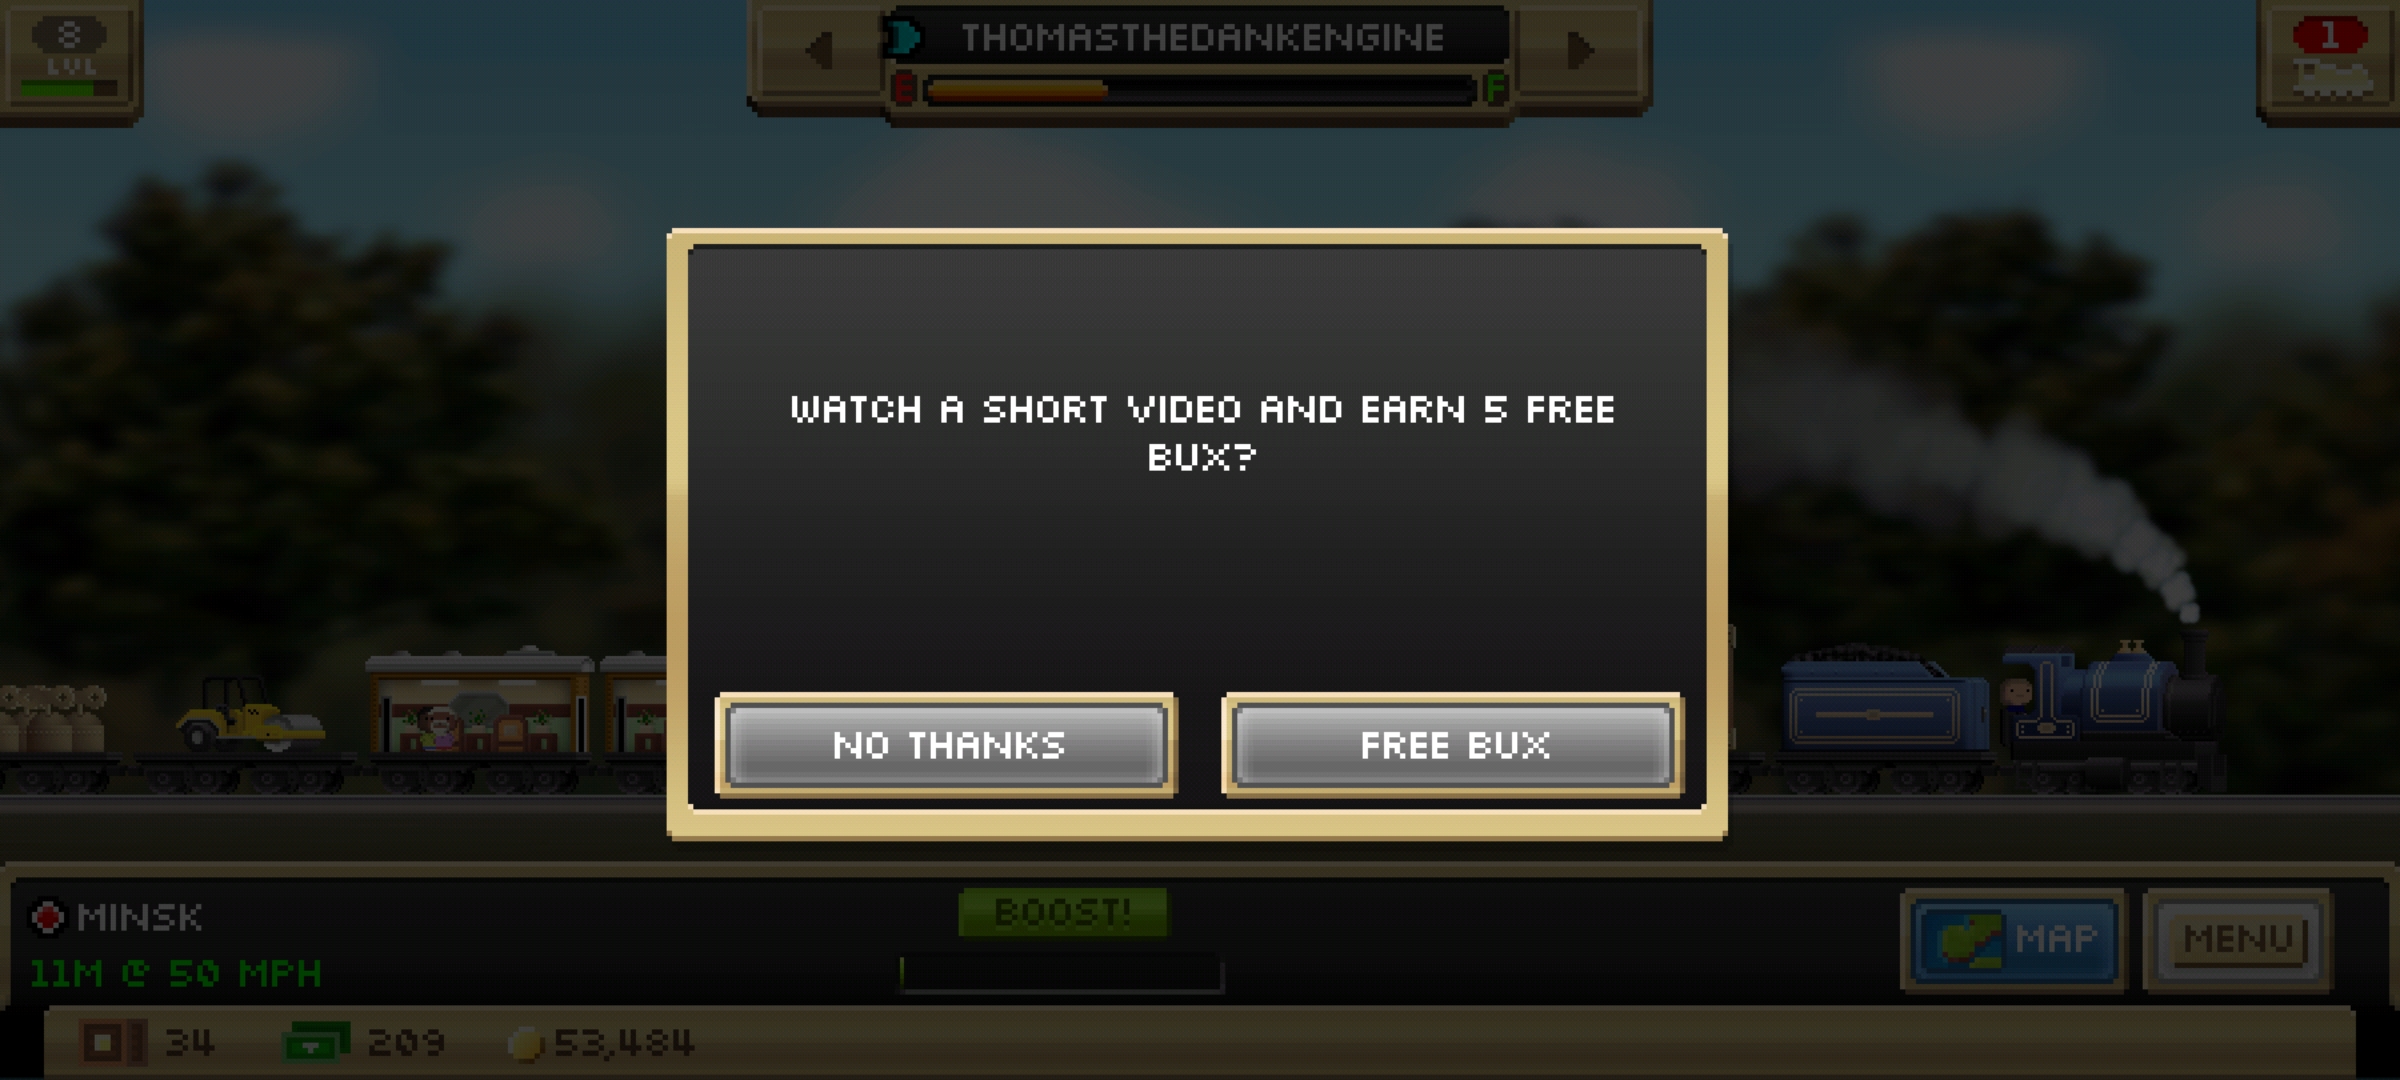 8
LVL
THOMASTHEDANKENGINE
E F
1
WATCH A SHORT VIDEO AND EARN 5 FREE
BUX?
NO THANKS
FREE BUX
MINSK
11M @ 50 MPH
BOOST!
MAP
MENU
34
209
53,484